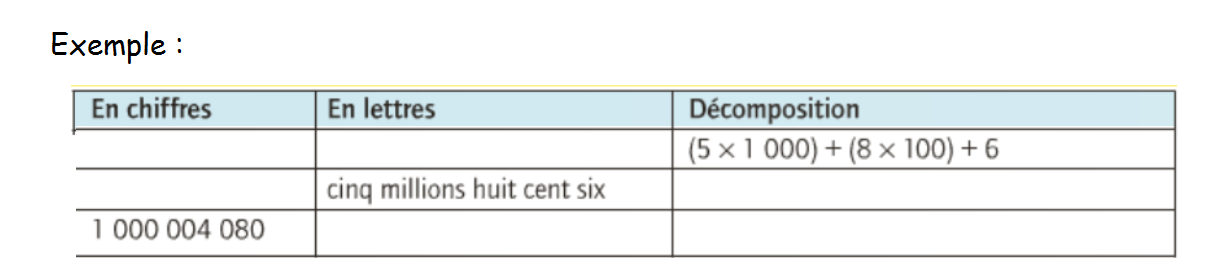 Exemple :
En chiffres En lettres Décomposition
(5 × 1 000) + (8 × 100) + 6
cinq millions huit cent six
1 000 004 080